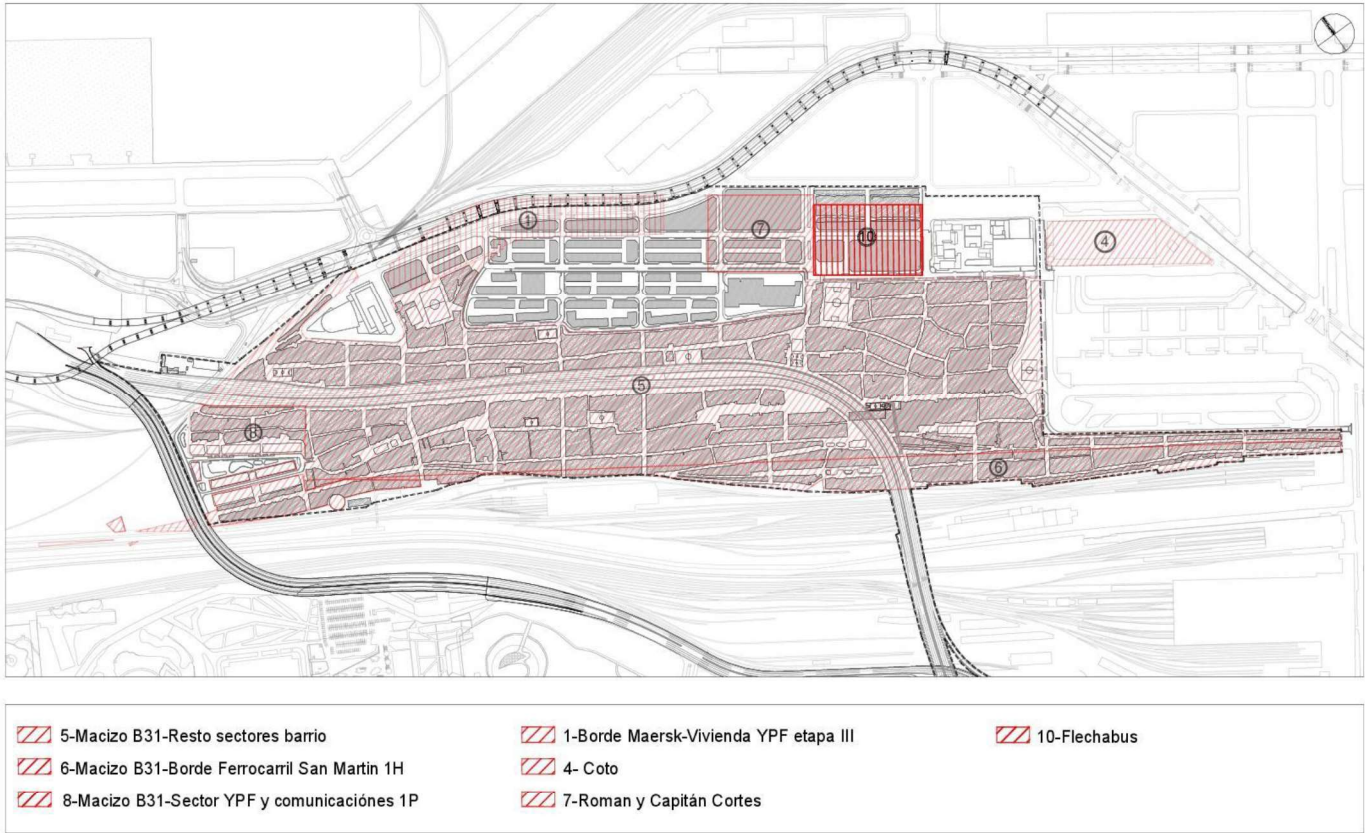 1
7
10
4
5
8
6
5-Macizo B31-Resto sectores barrio
6-Macizo B31-Borde Ferrocarril San Martin 1H
8-Macizo B31-Sector YPF y comunicaciónes 1P
1-Borde Maersk-Vivienda YPF etapa III
4- Coto
7-Roman y Capitán Cortes
10-Flechabus